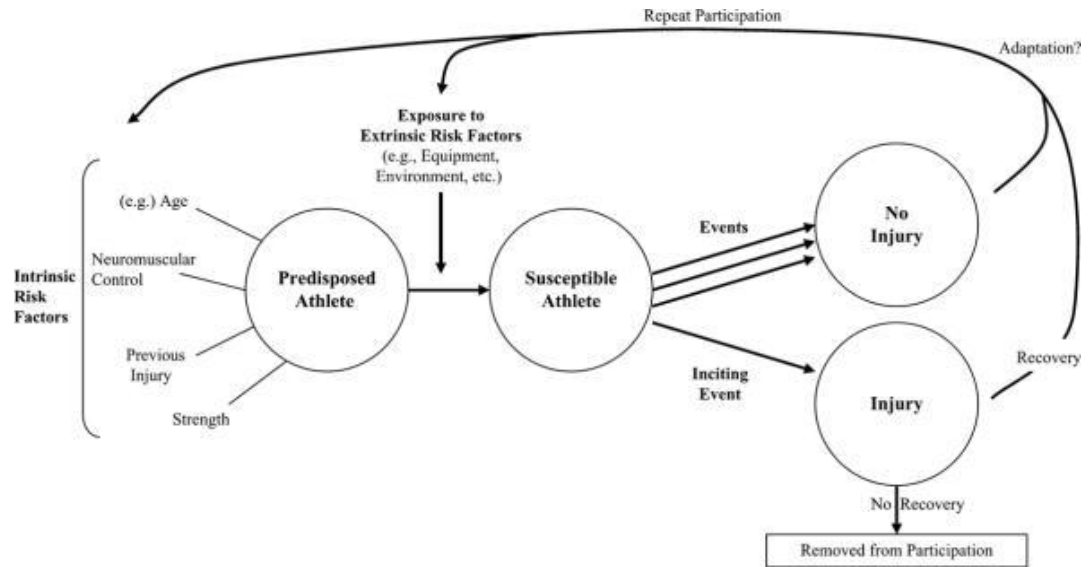 Repeat Participation
Adaptation?
Exposure to
Extrinsic Risk Factors
(e.g., Equipment,
Environment, etc.)
(e.g.) Age
Neuromuscular
Control
Intrinsic
Risk
Factors
Previous
Injury
Strength
Predisposed
Athlete
Susceptible
Athlete
Events
No
Injury
Inciting
Event
Injury
Recovery
No Recovery
Removed from Participation